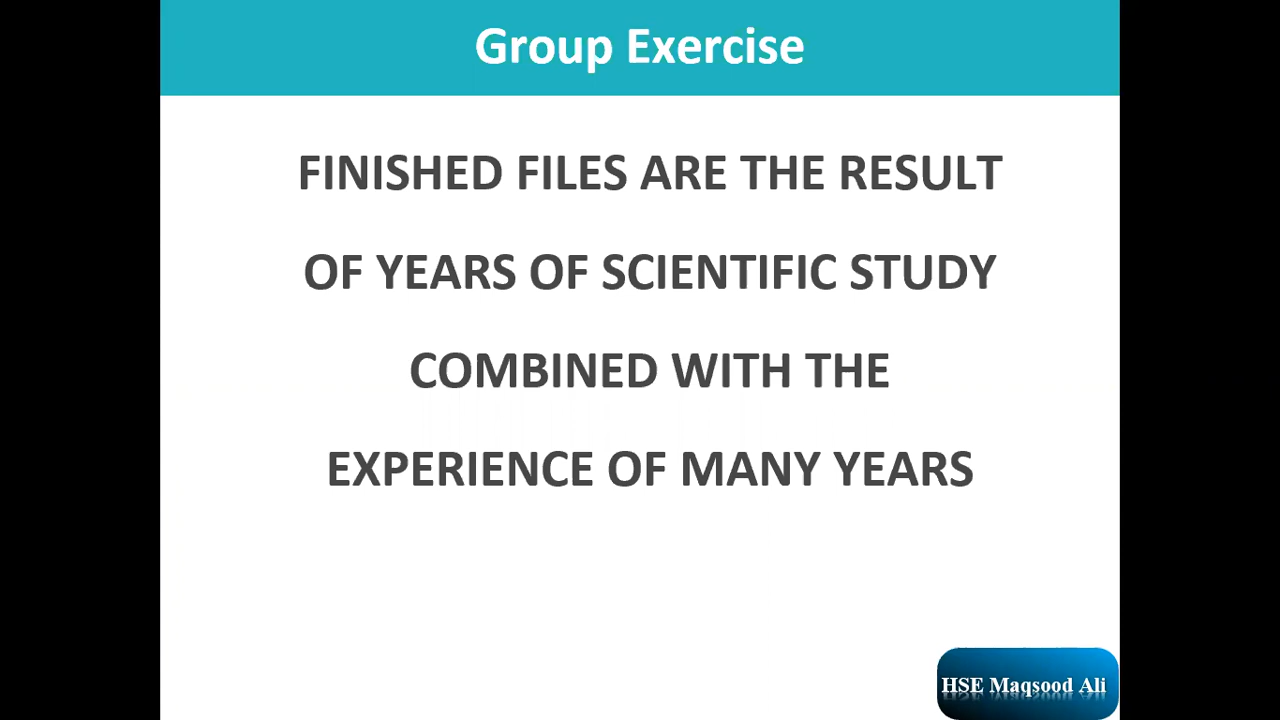 Group Exercise
FINISHED FILES ARE THE RESULT
OF YEARS OF SCIENTIFIC STUDY
COMBINED WITH THE
EXPERIENCE OF MANY YEARS
HSE Maqsood Ali